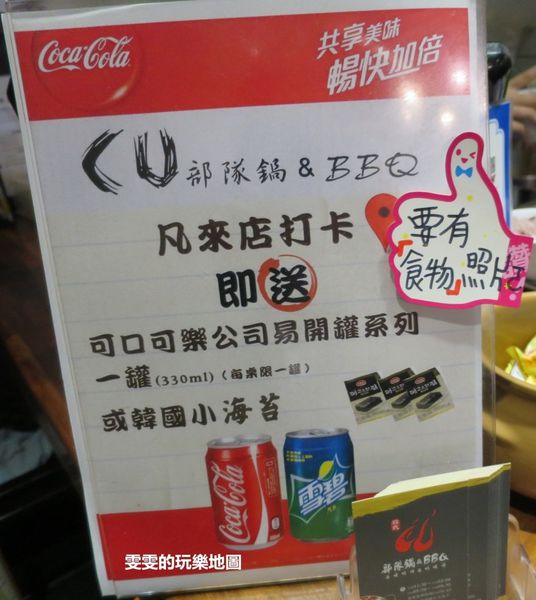 Coca-Cola
共享美味
暢快加倍
CU 部隊鍋 & BBQ
凡來店打卡
即送
要有
「食物」照片
讚
可口可樂公司易開罐系列
一罐(330ml)(每桌限一罐)
或韓國小海苔
Coca-Cola
雪碧
部隊鍋&BBQ
雯雯的玩樂地圖